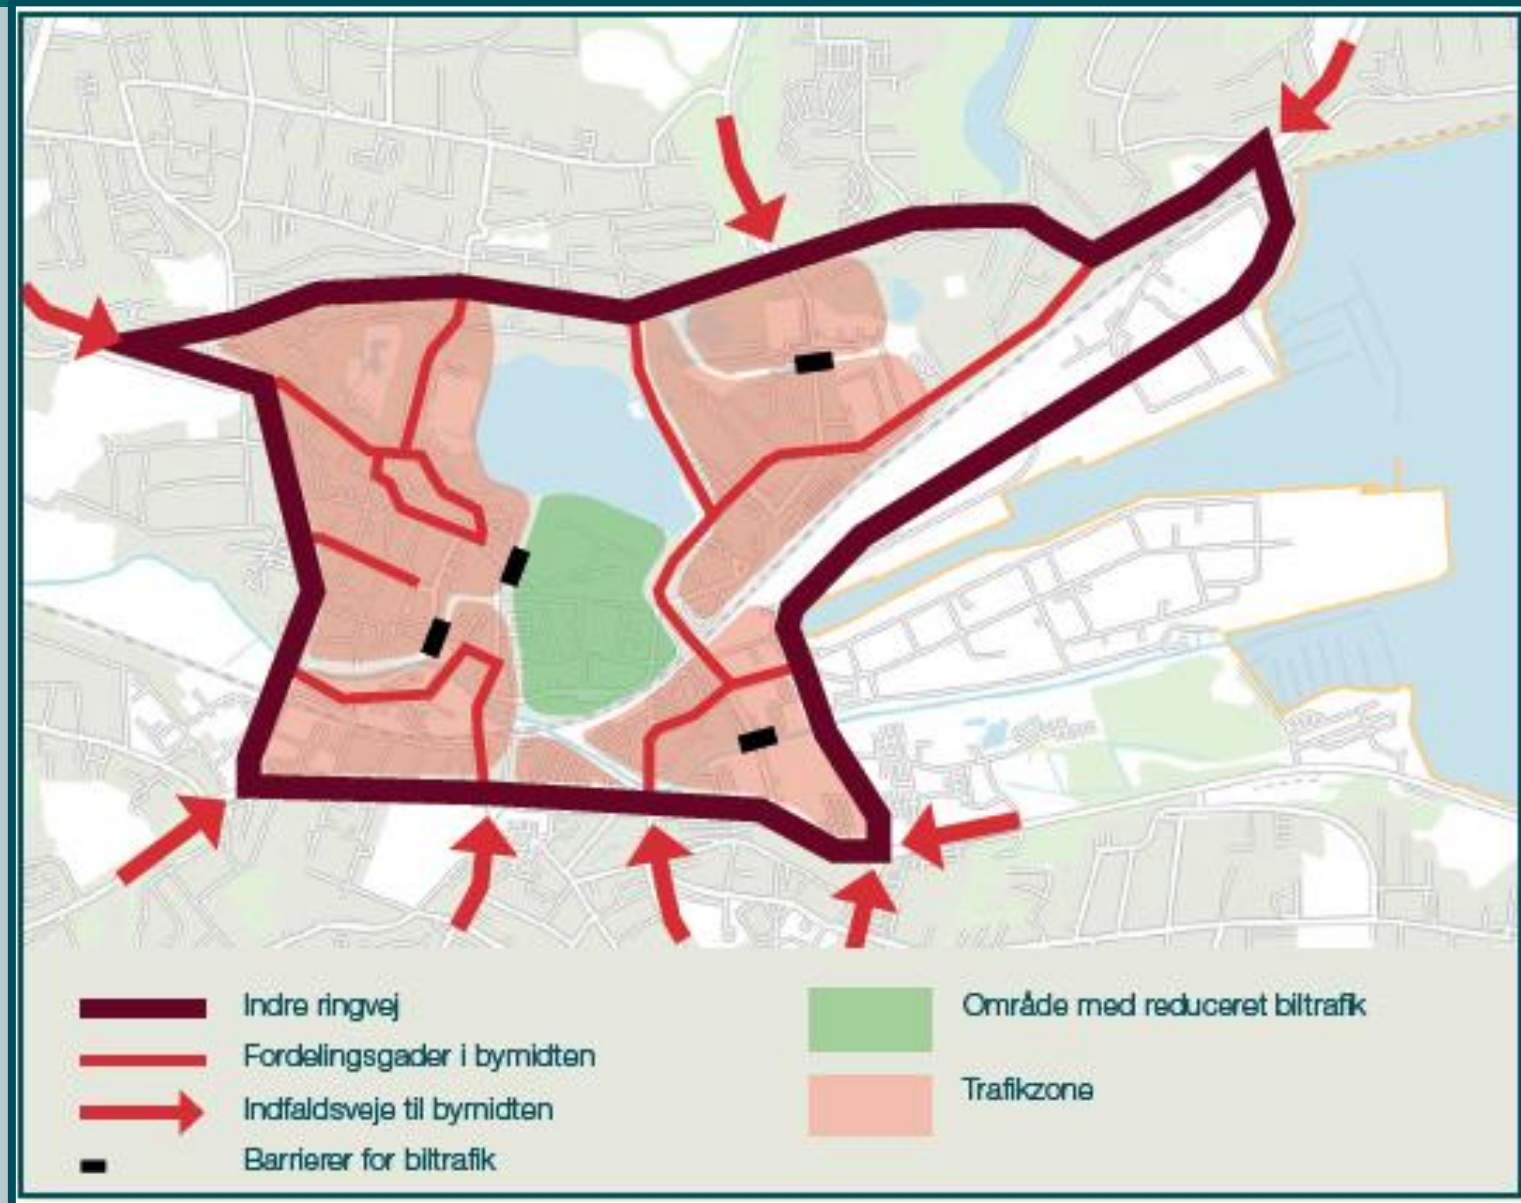 Indre ringvej
Fordelingsgader i bymidten
Indfaldsveje til bymidten
Barrierer for biltrafik
Område med reduceret biltrafik
Trafikzone